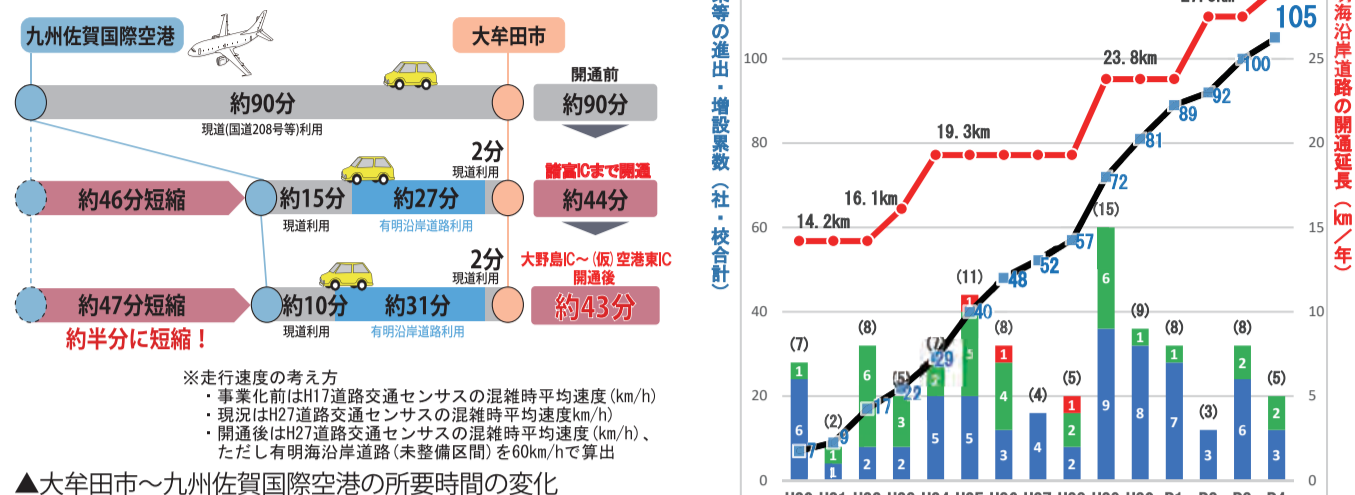 九州佐賀国際空港
大牟田市
開通前
約90分
現道(国道208号等)利用
約90分
2分
現道利用
諸富ICまで開通
約46分短縮
約15分
約27分
約44分
現道利用
有明沿岸道路利用
2分
現道利用
大野島IC～(仮)空港東IC
開通後
約47分短縮
約10分
約31分
約43分
現道利用
有明沿岸道路利用
約半分に短縮！
※走行速度の考え方
・事業化前はH17道路交通センサスの混雑時平均速度(km/h)
・現況はH27道路交通センサスの混雑時平均速度km/h)
・開通後はH27道路交通センサスの混雑時平均速度(km/h)、
ただし有明海沿岸道路(未整備区間)を60km/hで算出
▲大牟田市～九州佐賀国際空港の所要時間の変化
等の進出・増設累数（社・校合計）
海沿岸道路の開通延長（km/年）
100
80
60
40
20
0
25
20
15
10
5
0
14.2km
16.1km
19.3km
23.8km
7
9
17
22
29
40
48
52
57
72
81
89
92
100
105
(7)
1
6
(2)
1
1
(8)
6
2
(5)
3
2
(7)
2
5
(11)
1
5
5
(8)
1
4
3
(4)
4
(5)
1
2
2
(15)
6
9
(9)
1
8
(8)
1
7
(3)
3
(8)
2
6
(5)
2
3